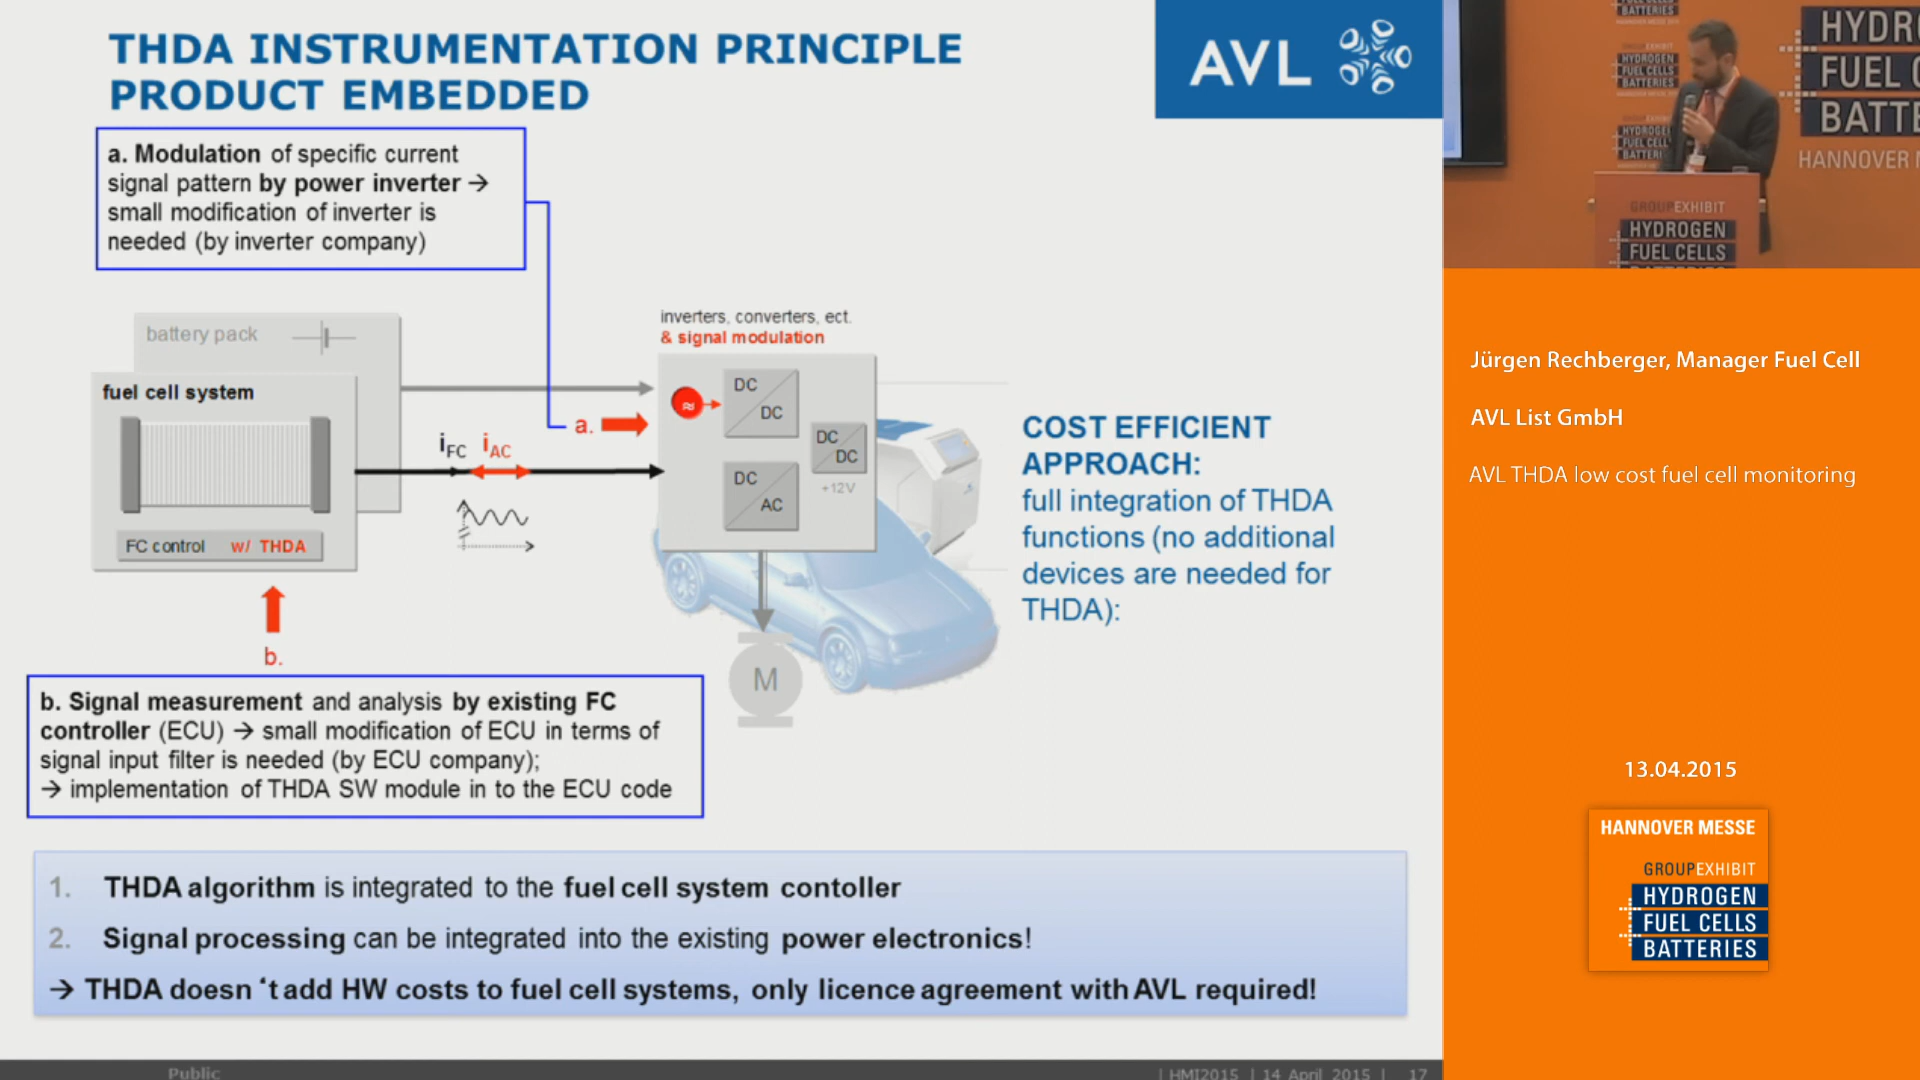 THDA INSTRUMENTATION PRINCIPLE
PRODUCT EMBEDDED
AVL
a. Modulation of specific current
signal pattern by power inverter →
small modification of inverter is
needed (by inverter company)
battery pack
fuel cell system
FC control w/ THDA
iFC iAC
a.
b.
inverters, converters, ect.
& signal modulation
≈
DC
DC
DC
DC
+12V
DC
AC
M
COST EFFICIENT
APPROACH:
full integration of THDA
functions (no additional
devices are needed for
THDA):
b. Signal measurement and analysis by existing FC
controller (ECU) → small modification of ECU in terms of
signal input filter is needed (by ECU company);
→ implementation of THDA SW module in to the ECU code
1. THDA algorithm is integrated to the fuel cell system contoller
2. Signal processing can be integrated into the existing power electronics!
→ THDA doesn ‘t add HW costs to fuel cell systems, only licence agreement with AVL required!
Public
| HMI2015 | 14 April 2015 | 17
BATTERIES
HYDROGEN
FUEL CELLS
BATTERIES
HYDROGEN
FUEL CELL
BATTERI
HYDR
FUEL C
BATTE
HANNOVER M
GROUPEXHIBIT
HYDROGEN
FUEL CELLS
Jürgen Rechberger, Manager Fuel Cell
AVL List GmbH
AVL THDA low cost fuel cell monitoring
13.04.2015
HANNOVER MESSE
GROUPEXHIBIT
HYDROGEN
FUEL CELLS
BATTERIES